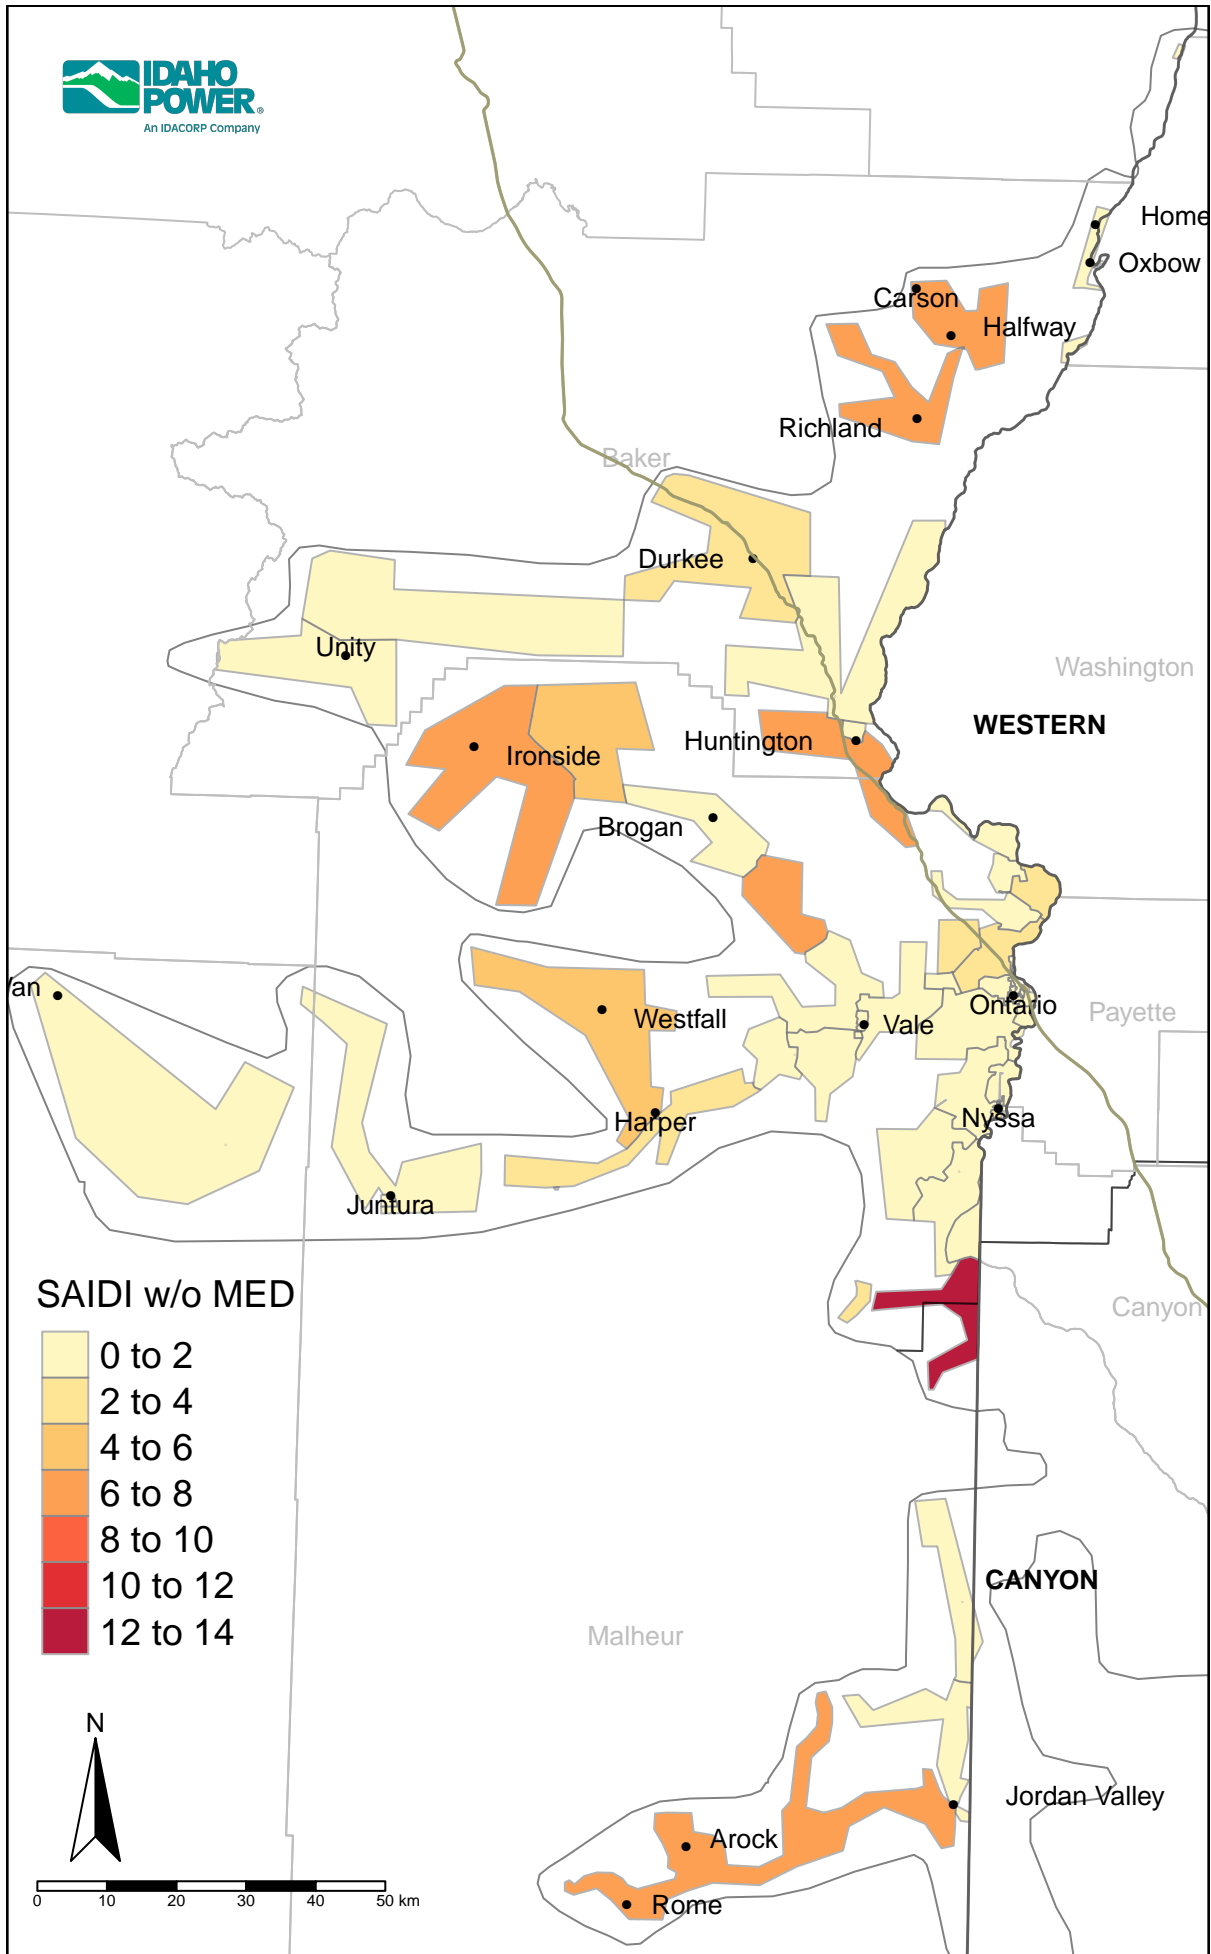 IDAHO
POWER®
An IDACORP Company
Home
Oxbow
Carson
Halfway
Richland
Baker
Durkee
Unity
Washington
WESTERN
Huntington
Ironside
Brogan
van
Westfall
Ontario
Payette
Vale
Harper
Nyssa
Juntura
SAIDI w/o MED
0 to 2
2 to 4
4 to 6
6 to 8
8 to 10
10 to 12
12 to 14
Canyon
CANYON
Malheur
N
Jordan Valley
Arock
Rome
0 10 20 30 40 50 km